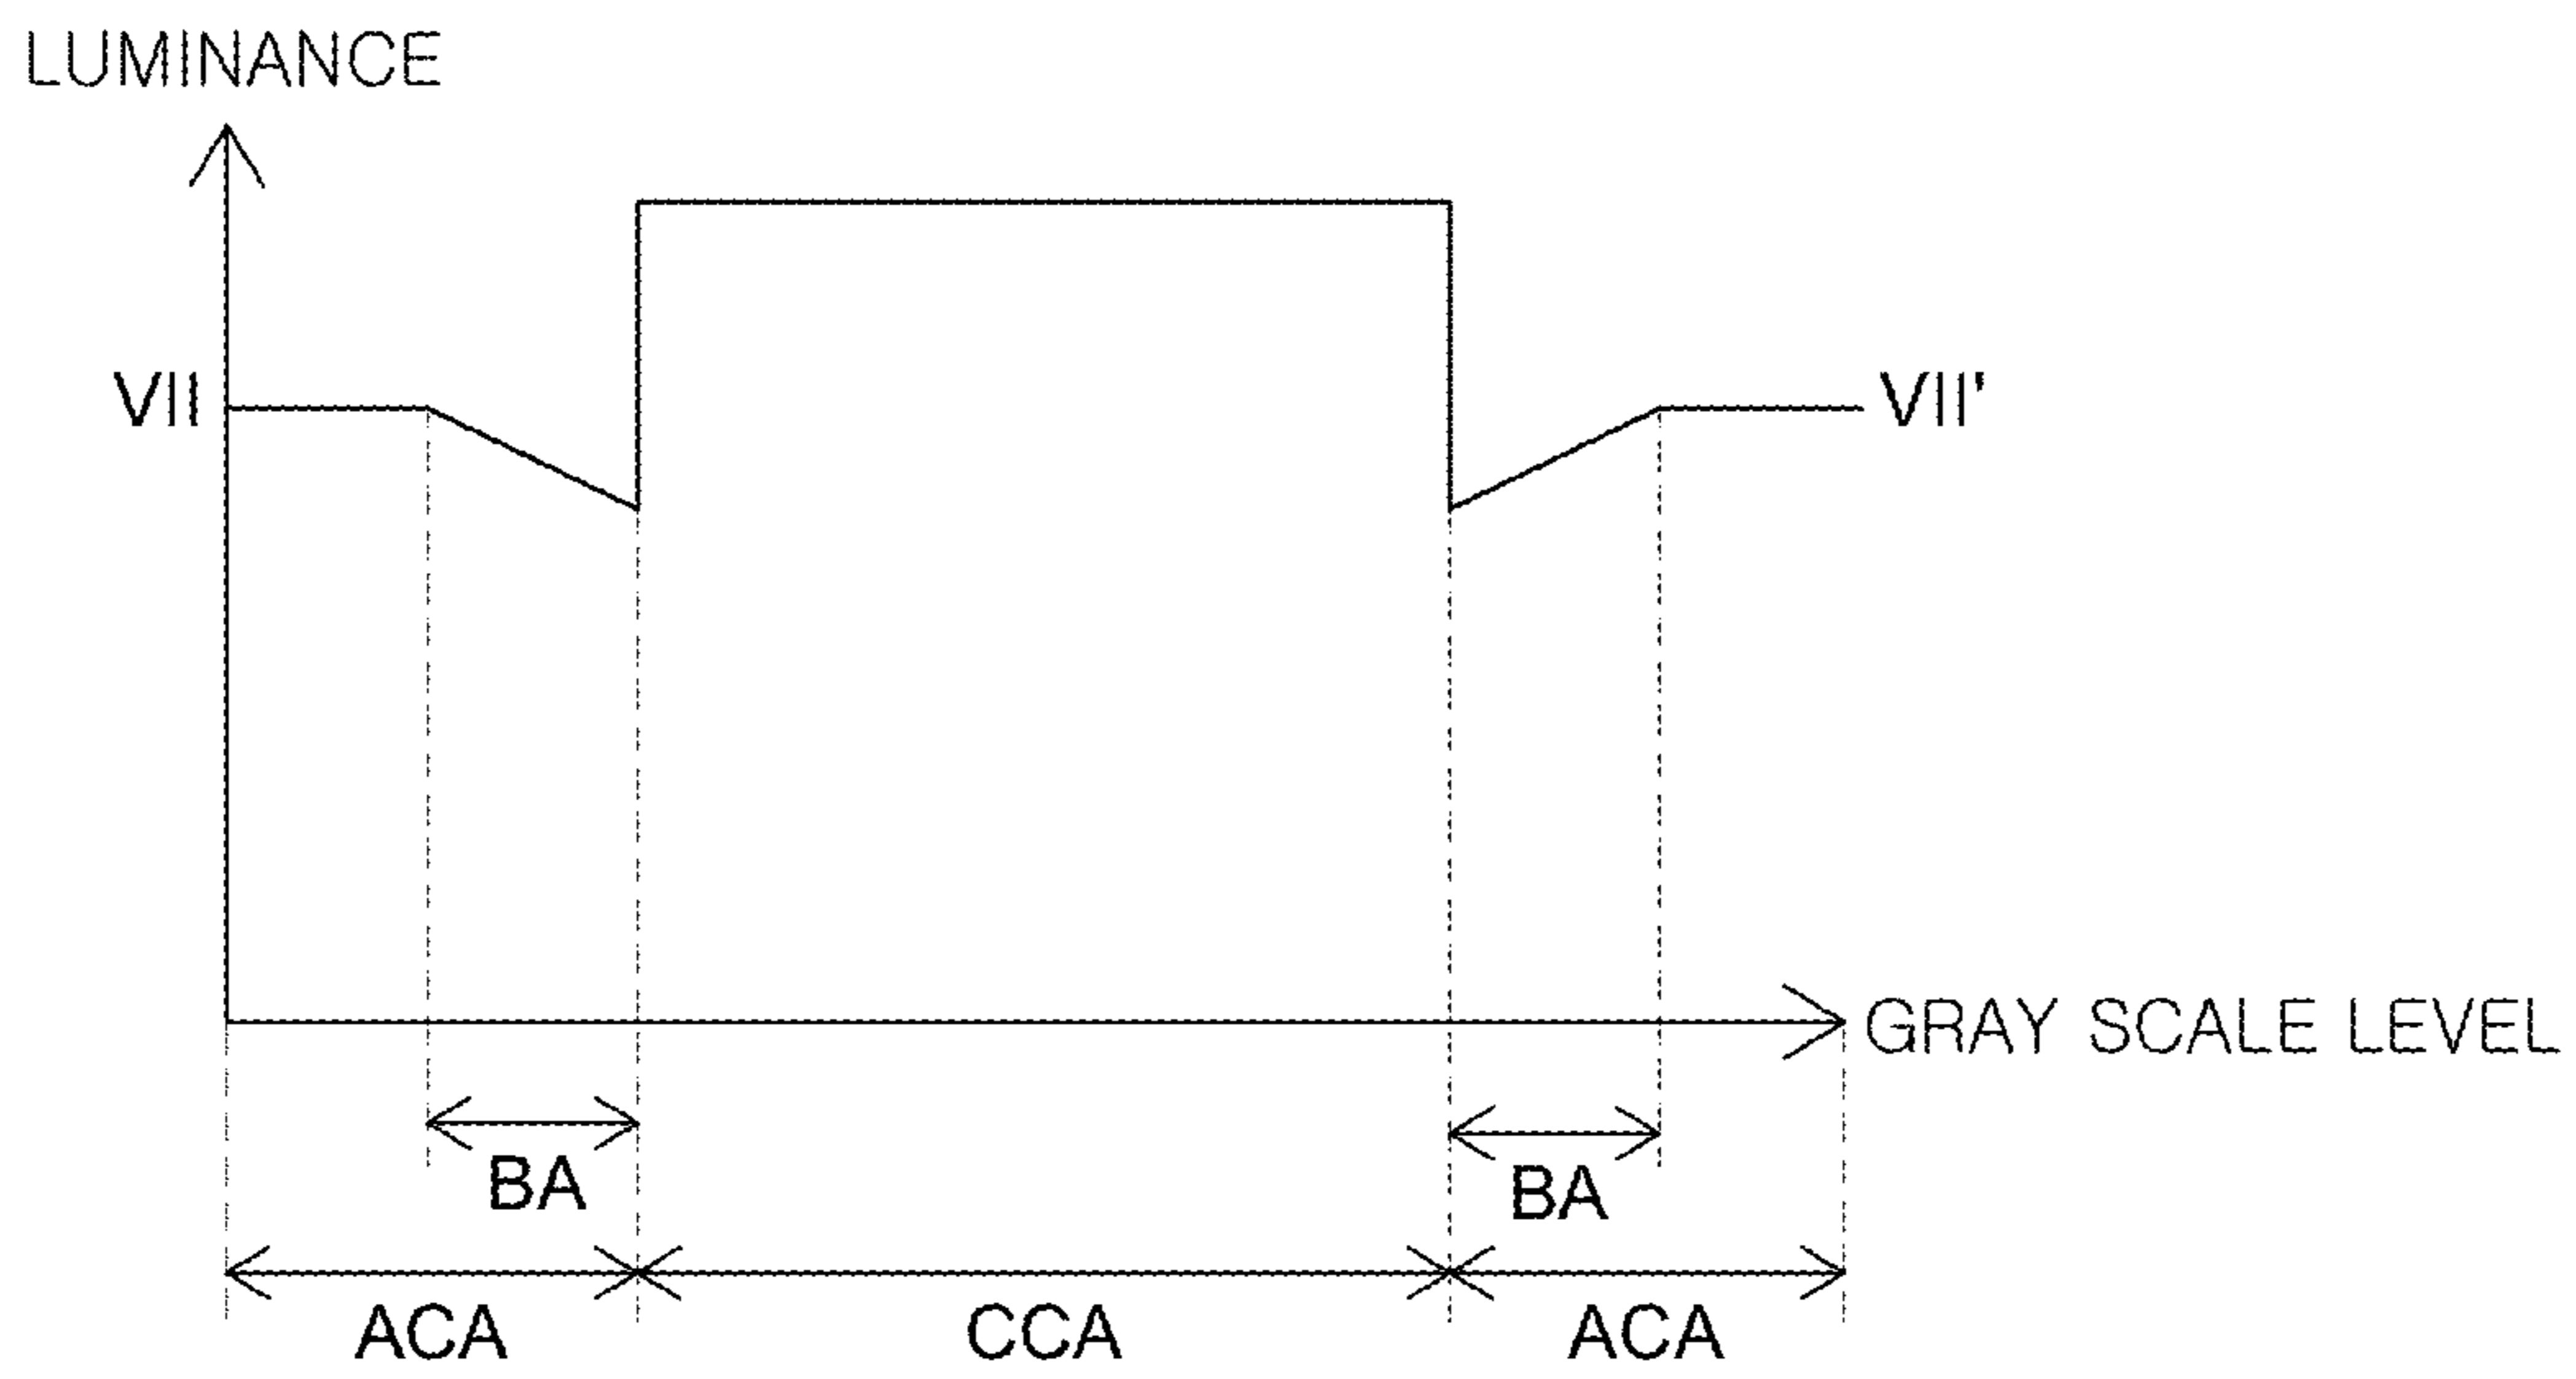 LUMINANCE
VII
VII'
GRAY SCALE LEVEL
BA
BA
ACA
CCA
ACA